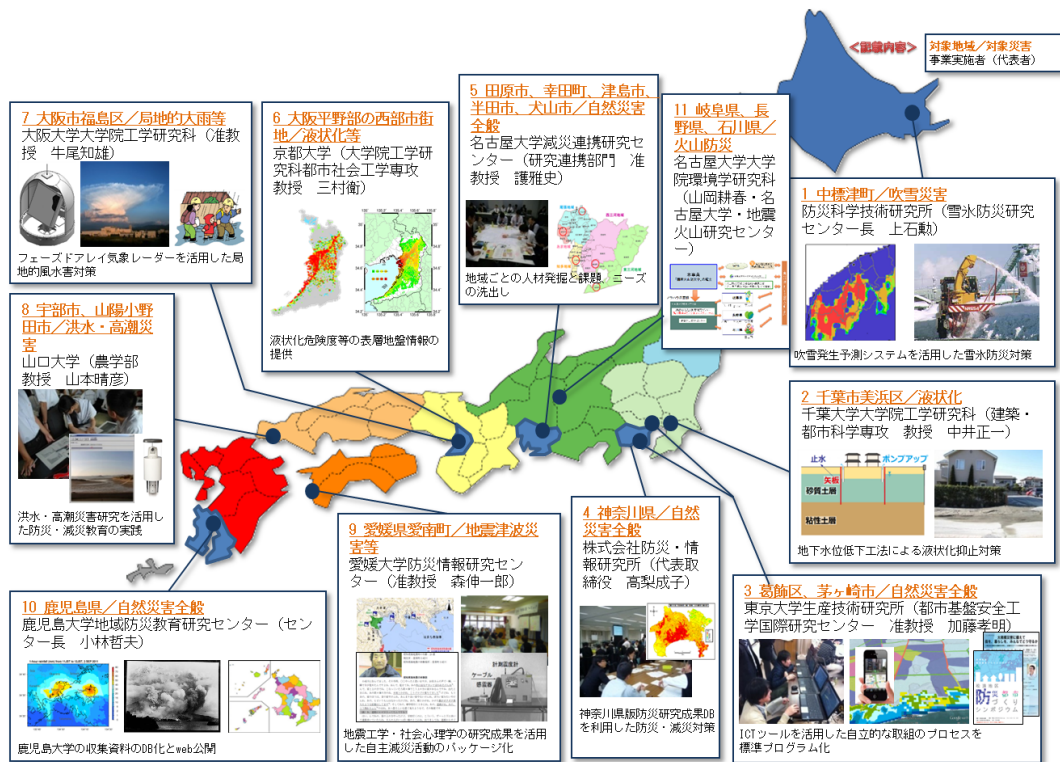 <記載内容>
対象地域/対象災害
事業実施者(代表者)
7 大阪市福島区/局地的大雨等
大阪大学大学院工学研究科(准教
授 牛尾知雄)
フェーズドアレイ気象レーダーを活用した局
地的風水害対策
6 大阪平野部の西部市街
地/液状化等
京都大学(大学院工学研
究科都市社会工学専攻
教授 三村衛)
液状化危険度等の表層地盤情報の
提供
5 田原市、幸田町、津島市、
半田市、犬山市/自然災害
全般
名古屋大学減災連携研究セ
ンター(研究連携部門 准
教授 護雅史)
地域ごとの人材発掘と課題、ニーズ
の洗出し
11 岐阜県、長
野県、石川県/
火山防災
名古屋大学大学
院環境学研究科
(山岡耕春・名
古屋大学・地震
火山研究センタ
ー)
1 中標津町/吹雪災害
防災科学技術研究所(雪氷防災研究
センター長 上石勲)
吹雪発生予測システムを活用した雪氷防災対策
8 宇部市、山陽小野
田市/洪水・高潮災
害
山口大学(農学部
教授 山本晴彦)
洪水・高潮災害研究を活用し
た防災・減災教育の実践
2 千葉市美浜区/液状化
千葉大学大学院工学研究科(建築・
都市科学専攻 教授 中井正一)
止水
ポンプアップ
矢板
砂質土層
粘性土層
地下水位低下工法による液状化抑止対策
9 愛媛県愛南町/地震津波災
害等
愛媛大学防災情報研究セン
ター(准教授 森伸一郎)
計測震度計
ケーブル
感震器
地震工学・社会心理学の研究成果を活用
した自主減災活動のパッケージ化
4 神奈川県/自然
災害全般
株式会社防災・情
報研究所(代表取
締役 高梨成子)
神奈川県版防災研究成果DB
を利用した防災・減災対策
3 葛飾区、茅ヶ崎市/自然災害全般
東京大学生産技術研究所(都市基盤安全工
学国際研究センター 准教授 加藤孝明)
防災都市
づくり
シンポジウム
ICTツールを活用した自立的な取組のプロセスを
標準プログラム化
10 鹿児島県/自然災害全般
鹿児島大学地域防災教育研究センター(セ
ンター長 小林哲夫)
鹿児島大学の収集資料のDB化とweb公開